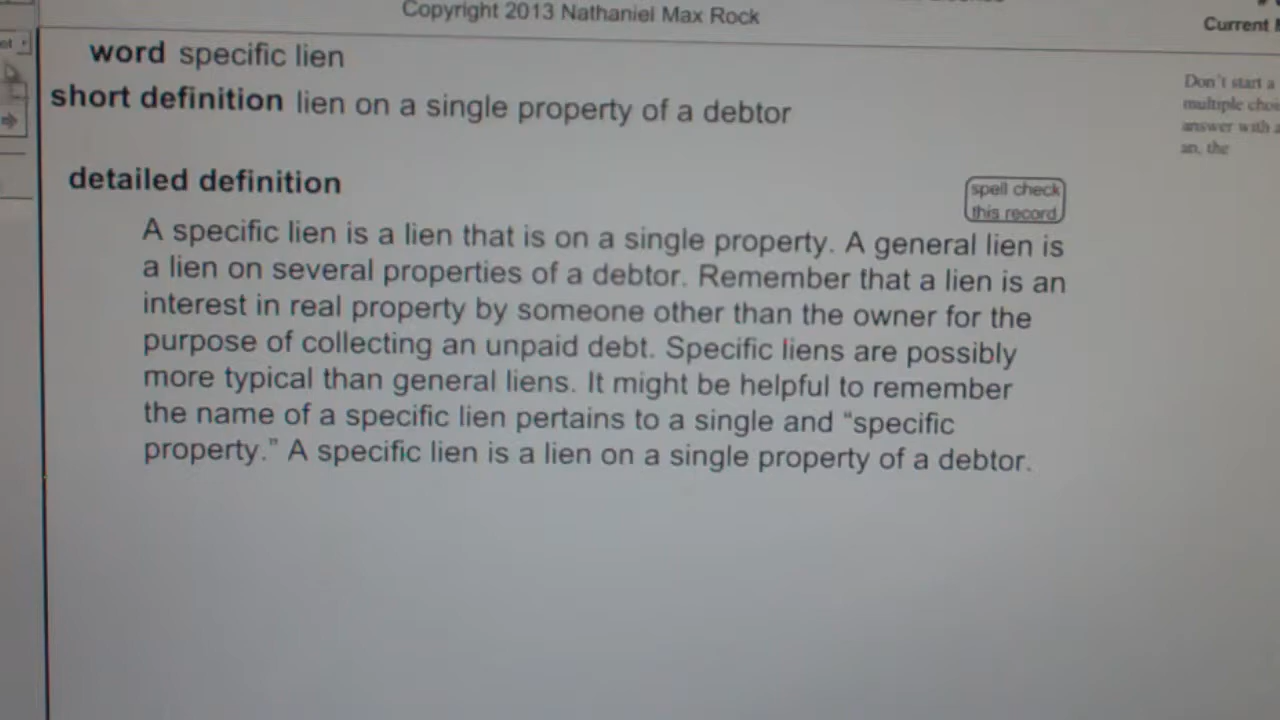 Copyright 2013 Nathaniel Max Rock
Current
word specific lien
short definition lien on a single property of a debtor
Don't start a
multiple
answer with
an, the
detailed definition
spell check
this record
A specific lien is a lien that is on a single property. A general lien is
a lien on several properties of a debtor. Remember that a lien is an
interest in real property by someone other than the owner for the
purpose of collecting an unpaid debt. Specific liens are possibly
more typical than general liens. It might be helpful to remember
the name of a specific lien pertains to a single and “specific
property.” A specific lien is a lien on a single property of a debtor.